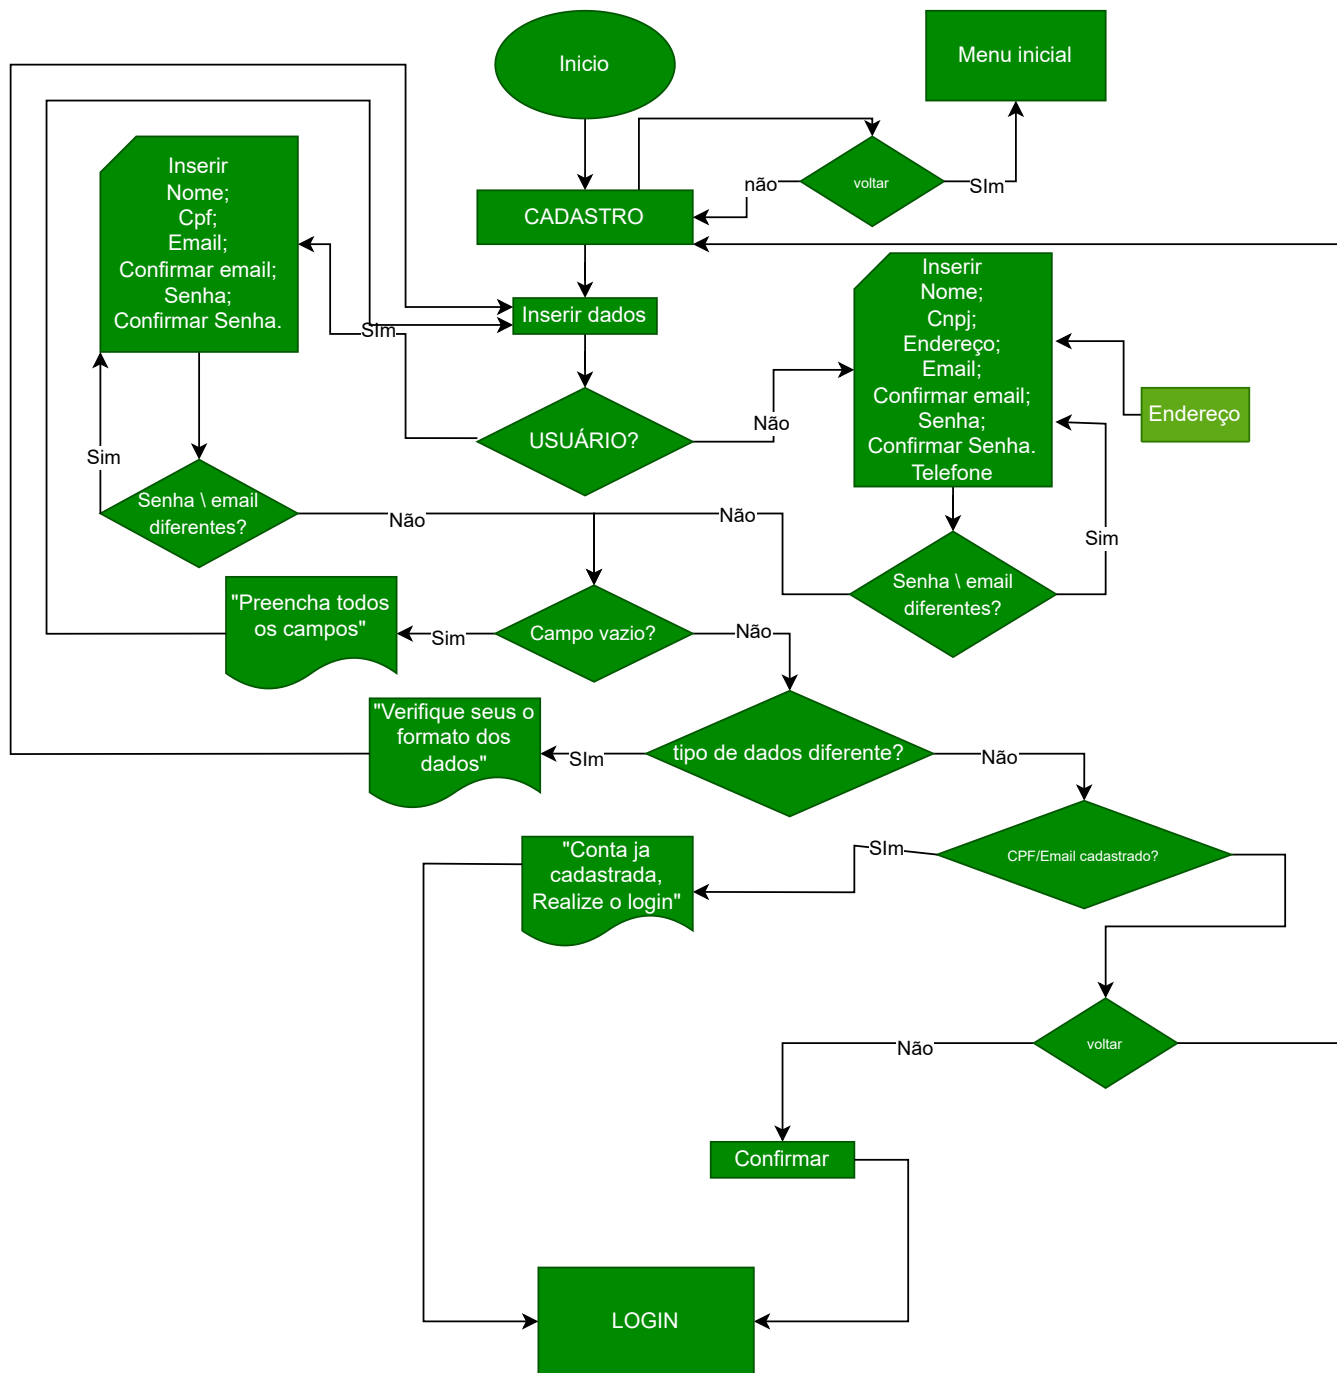 Inicio
Menu inicial
voltar
não
SIm
CADASTRO
Inserir
Nome;
Cpf;
Email;
Confirmar email;
Senha;
Confirmar Senha.
Inserir dados
SIm
Inserir
Nome;
Cnpj;
Endereço;
Email;
Confirmar email;
Senha;
Confirmar Senha.
Telefone
Endereço
USUÁRIO?
Não
Sim
Senha \ email
diferentes?
Não
Não
Sim
Senha \ email
diferentes?
"Preencha todos
os campos"
Sim
Campo vazio?
Não
"Verifique seus o
formato dos
dados"
SIm
tipo de dados diferente?
Não
"Conta ja
cadastrada,
Realize o login"
SIm
CPF/Email cadastrado?
Não
voltar
Confirmar
LOGIN